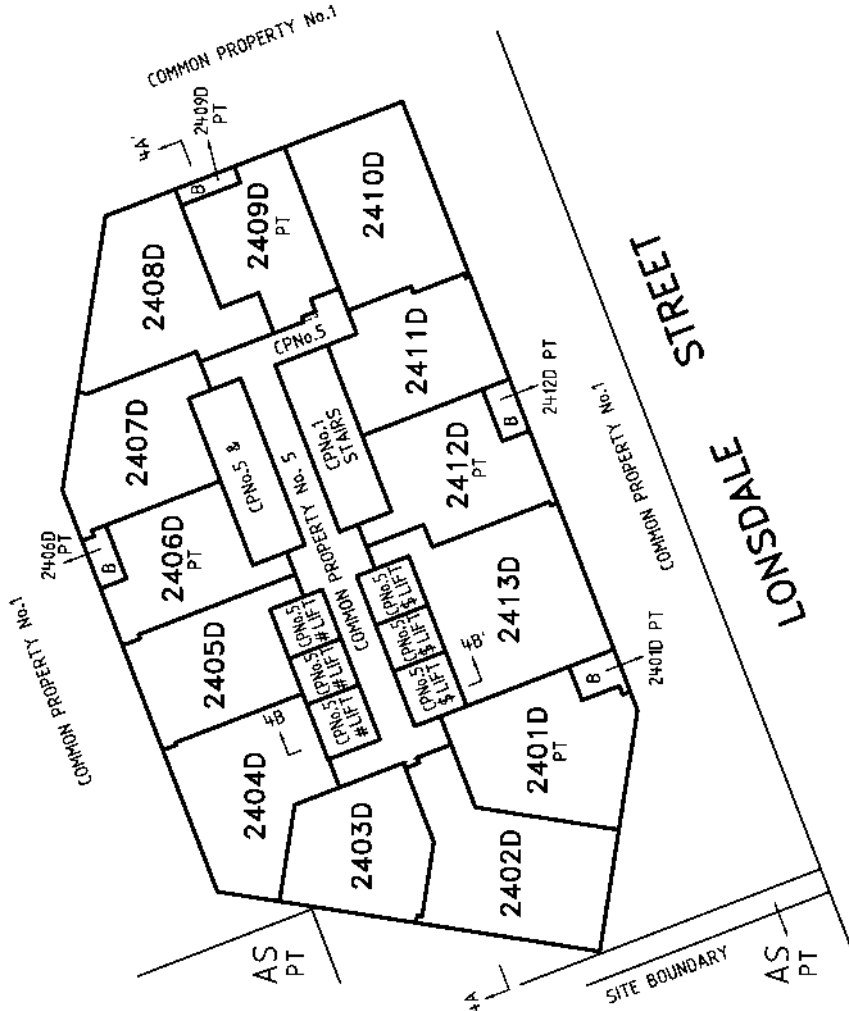 COMMON PROPERTY No.1
4A'
2409D
PT
B
2409D
PT
2410D
2408D
CPNo.5
2411D
2407D
CPNo.5 &
CPNo.1
STAIRS
2412D PT
B
2412D
PT
2406D
PT
B
2406D
PT
COMMON PROPERTY No. 5
COMMON PROPERTY No.1
COMMON PROPERTY No.1
2405D
CPNo.5
# LIFT
CPNo.5
# LIFT
CPNo.5
# LIFT
CPNo.5
$ LIFT
CPNo.5
$ LIFT
CPNo.5
$ LIFT
2413D
4B
4B'
2404D
2403D
2401D
PT
B
2401D PT
2402D
AS
PT
4A
SITE BOUNDARY
AS
PT
LONSDALE STREET